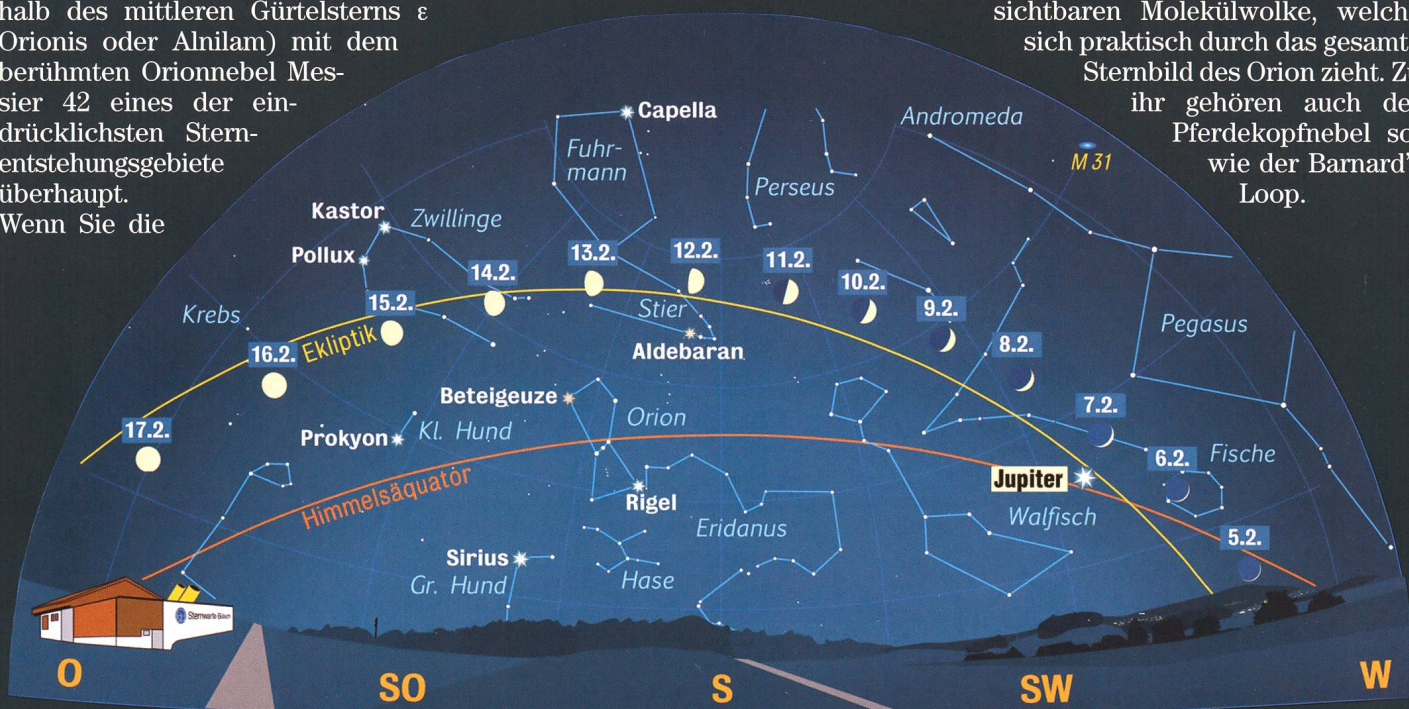 halb des mittleren Gürtelsterns ε
Orionis oder Alnilam) mit dem
berühmten Orionnebel Mes-
sier 42 eines der ein-
drücklichsten Stern-
entstehungsgebiete
überhaupt.
Wenn Sie die
sichtbaren Molekülwolke, welch
sich praktisch durch das gesamt
Sternbild des Orion zieht. Z
ihr gehören auch de
Pferdekopfnebel so
wie der Barnard'
Loop.
Capella
Andromeda
Fuhr-
mann
M 31
Perseus
Kastor
Zwillinge
Pollux
13.2.
12.2.
11.2.
14.2.
10.2.
15.2.
9.2.
Krebs
Stier
Pegasus
Ekliptik
16.2.
Aldebaran
8.2.
Beteigeuze
7.2.
Orion
17.2.
Prokyon
Kl. Hund
Fische
6.2.
Jupiter
Himmelsäquator
Rigel
Walfisch
Eridanus
5.2.
Sirius
Gr. Hund
Hase
Sternwarte Bülach
O
SO
S
SW
W